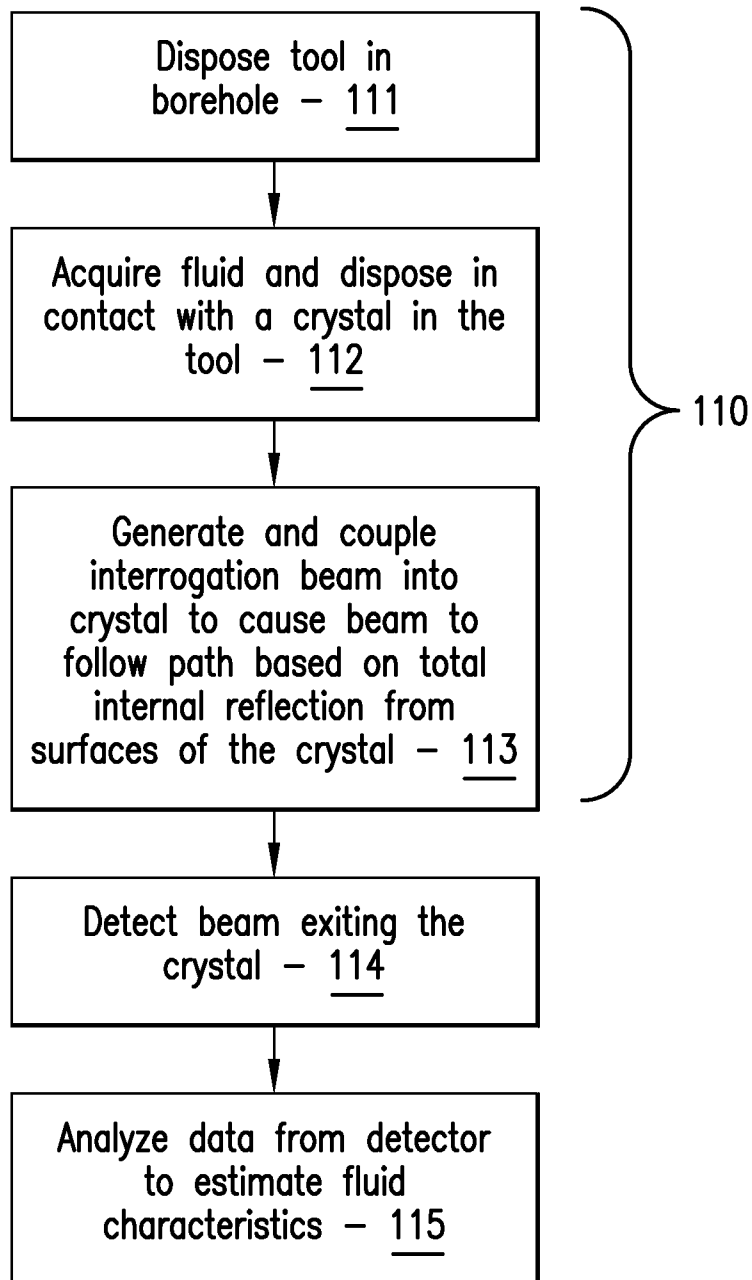 Dispose tool in
borehole – 111
Acquire fluid and dispose in
contact with a crystal in the
tool – 112
Generate and couple
interrogation beam into
crystal to cause beam to
follow path based on total
internal reflection from
surfaces of the crystal – 113
110
Detect beam exiting the
crystal – 114
Analyze data from detector
to estimate fluid
characteristics – 115